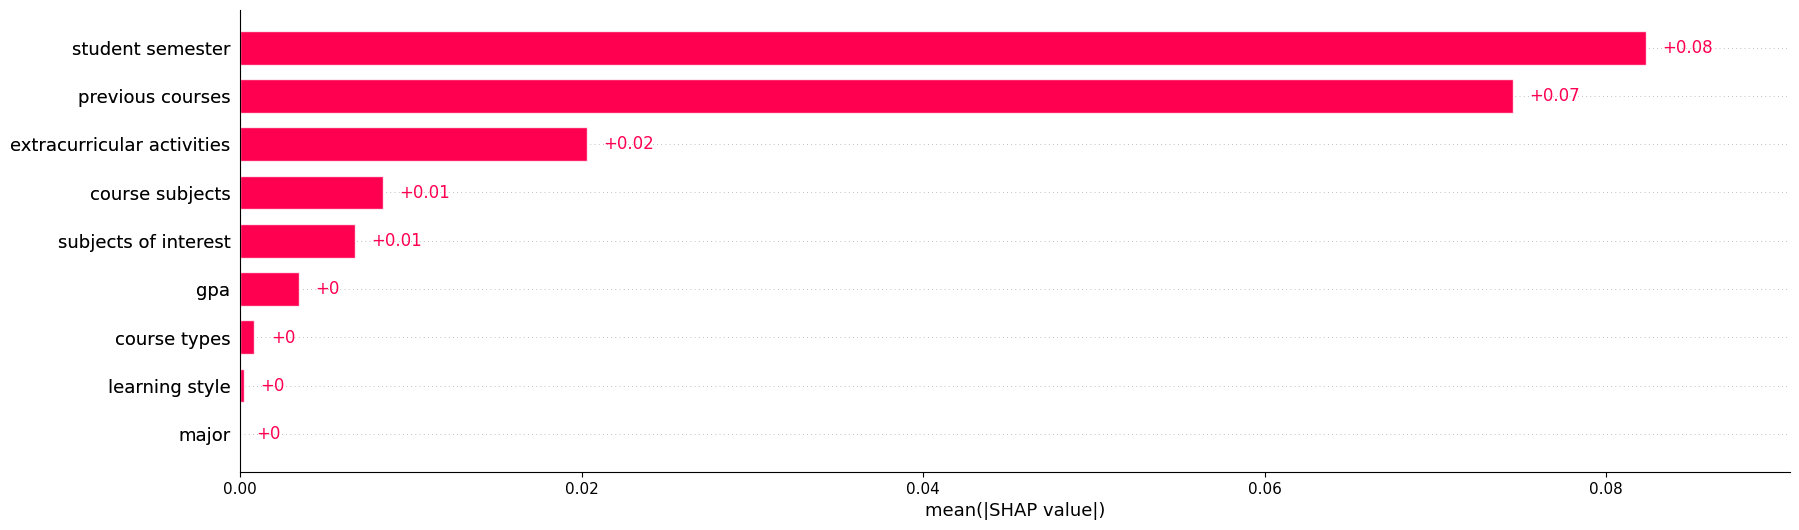 student semester +0.08
previous courses +0.07
extracurricular activities +0.02
course subjects +0.01
subjects of interest +0.01
gpa +0
course types +0
learning style +0
major +0
0.00 0.02 0.04 0.06 0.08
mean(|SHAP value|)